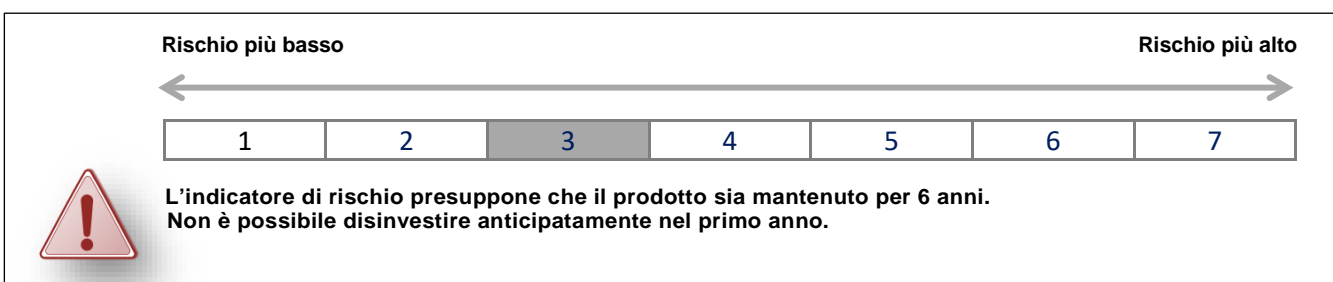 Rischio più basso Rischio più alto
1 2 3 4 5 6 7
L'indicatore di rischio presuppone che il prodotto sia mantenuto per 6 anni.
Non è possibile disinvestire anticipatamente nel primo anno.